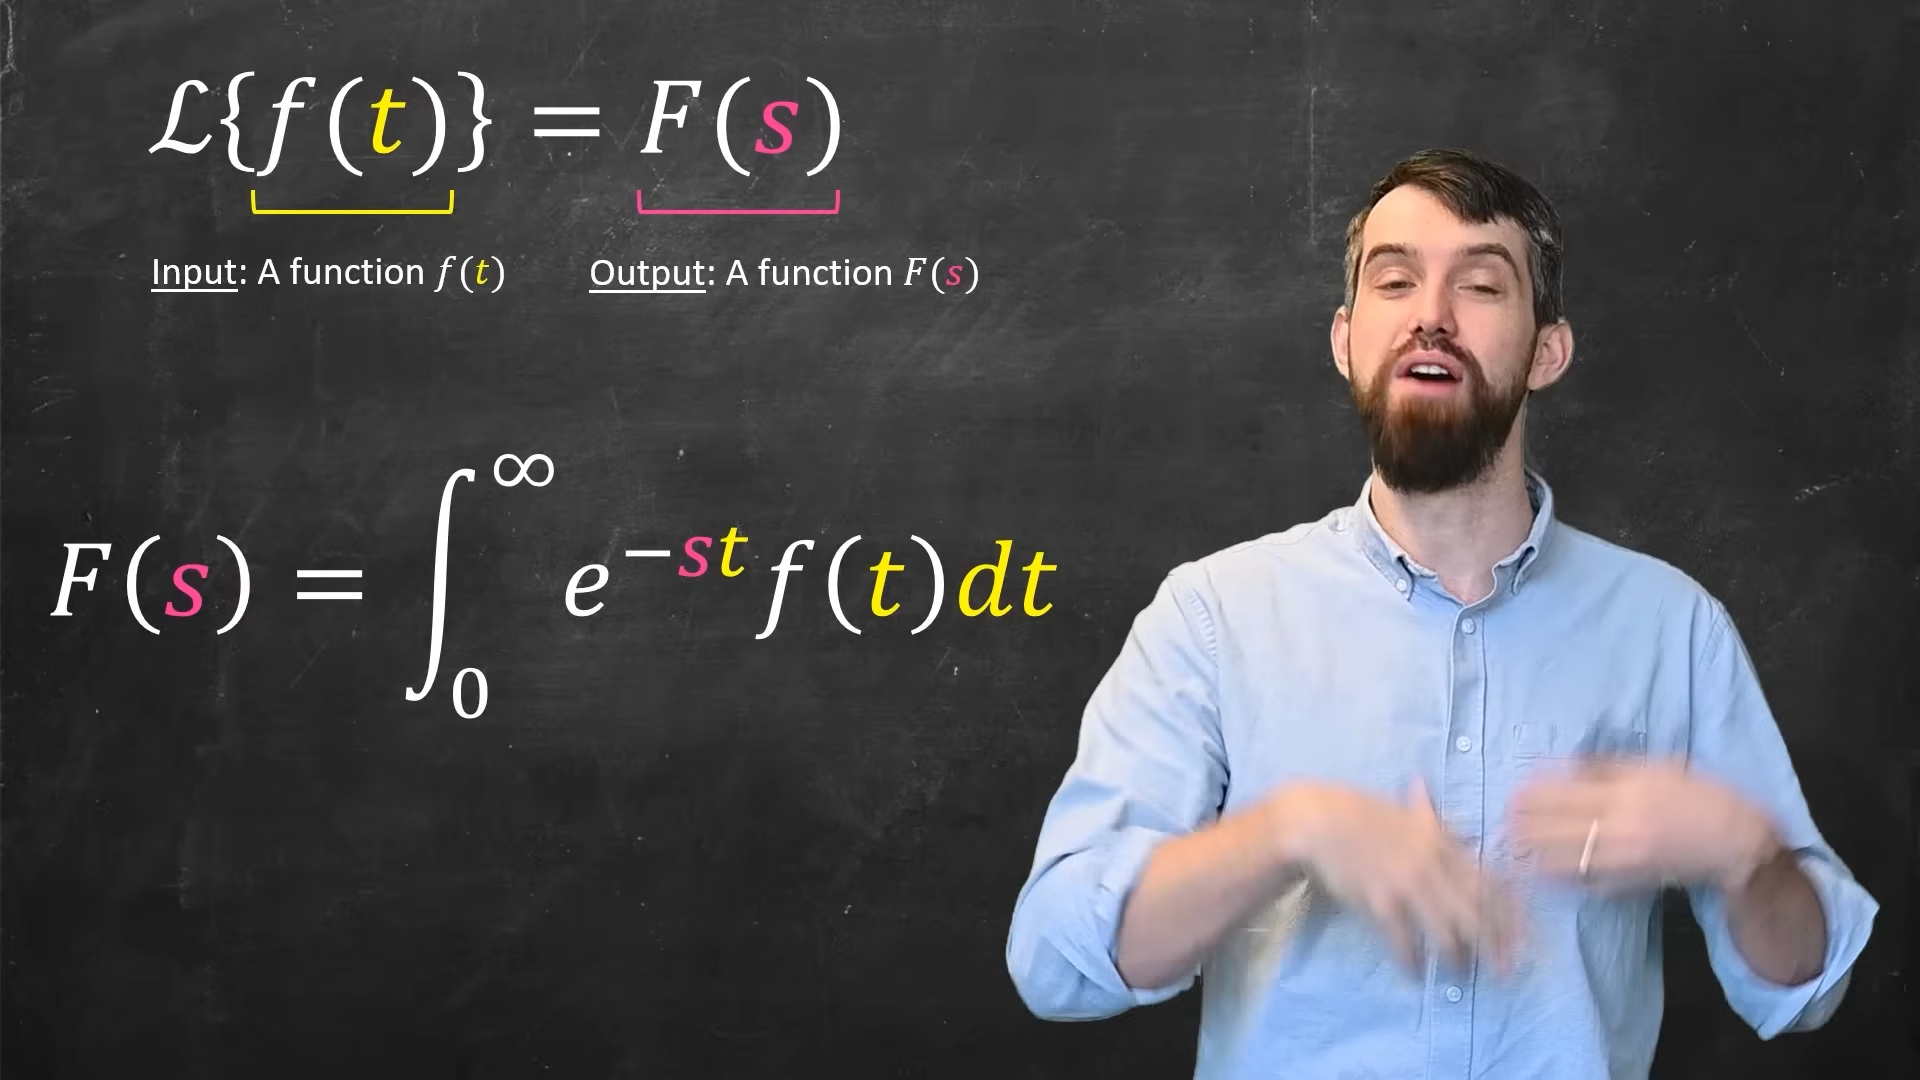 ℒ{f(t)} = F(s)
Input: A function f(t) Output: A function F(s)
F(s) = ∫₀^∞ e^{−st} f(t)dt